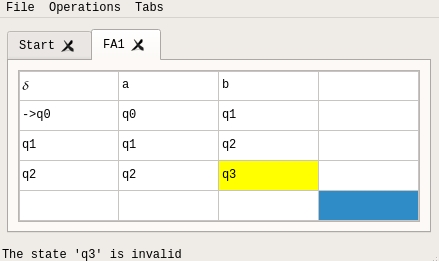 File Operations Tabs
Start FA1
δ a b
->q0 q0 q1
q1 q1 q2
q2 q2 q3
The state 'q3' is invalid